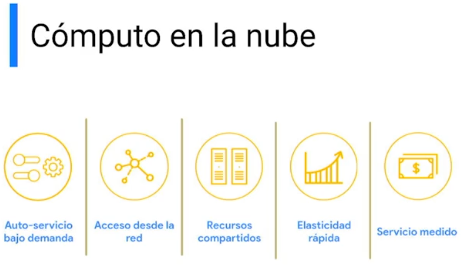 Cómputo en la nube
Auto-servicio
bajo demanda
Acceso desde la
red
Recursos
compartidos
Elasticidad
rápida
Servicio medido
$